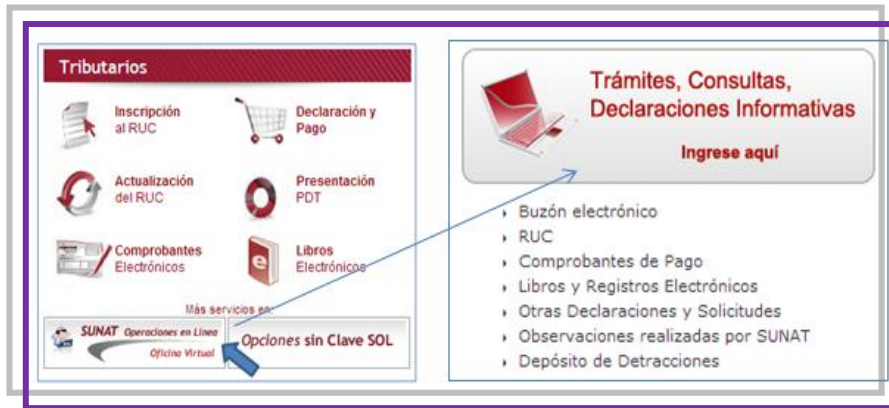 Tributarios
Inscripción
al RUC
Declaración y
Pago
Actualización
del RUC
Presentación
PDT
Comprobantes
Electrónicos
e
Libros
Electrónicos
Más servicios en:
SUNAT Operaciones en Línea
Oficina Virtual
Opciones sin Clave SOL
Trámites, Consultas,
Declaraciones Informativas
Ingrese aquí
Buzón electrónico
RUC
Comprobantes de Pago
Libros y Registros Electrónicos
Otras Declaraciones y Solicitudes
Observaciones realizadas por SUNAT
Depósito de Detracciones